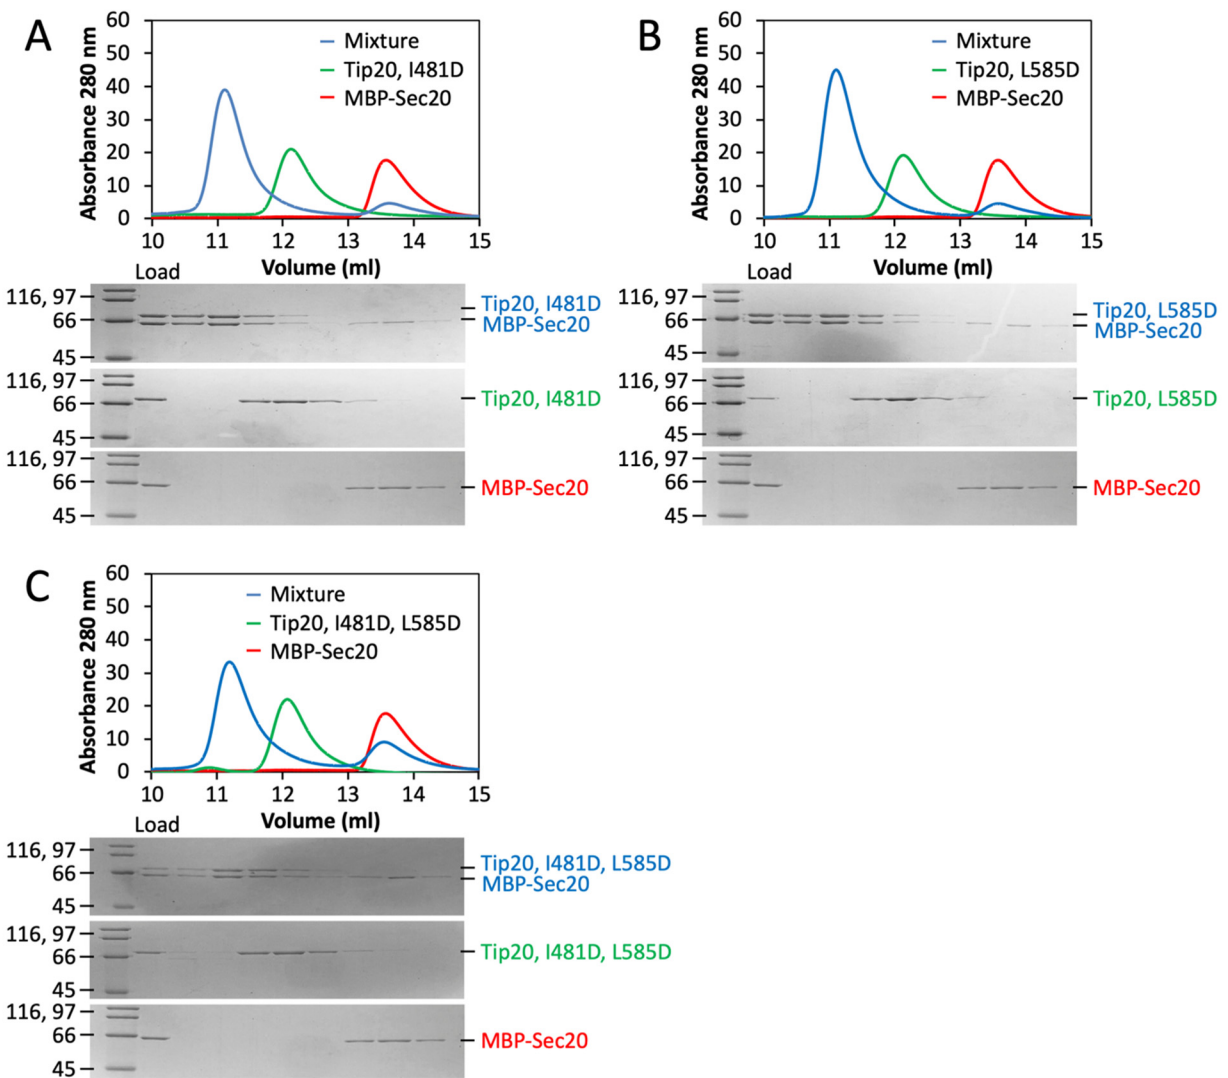 A
Absorbance 280 nm
60
50
40
30
20
10
0
Mixture
Tip20, I481D
MBP-Sec20
10 11 12 13 14 15
Load Volume (ml)
116, 97
66
45
Tip20, I481D
MBP-Sec20
116, 97
66
45
Tip20, I481D
116, 97
66
45
MBP-Sec20
B
Absorbance 280 nm
60
50
40
30
20
10
0
Mixture
Tip20, L585D
MBP-Sec20
10 11 12 13 14 15
Load Volume (ml)
116, 97
66
45
Tip20, L585D
MBP-Sec20
116, 97
66
45
Tip20, L585D
116, 97
66
45
MBP-Sec20
C
Absorbance 280 nm
60
50
40
30
20
10
0
Mixture
Tip20, I481D, L585D
MBP-Sec20
10 11 12 13 14 15
Load Volume (ml)
116, 97
66
45
Tip20, I481D, L585D
MBP-Sec20
116, 97
66
45
Tip20, I481D, L585D
116, 97
66
45
MBP-Sec20